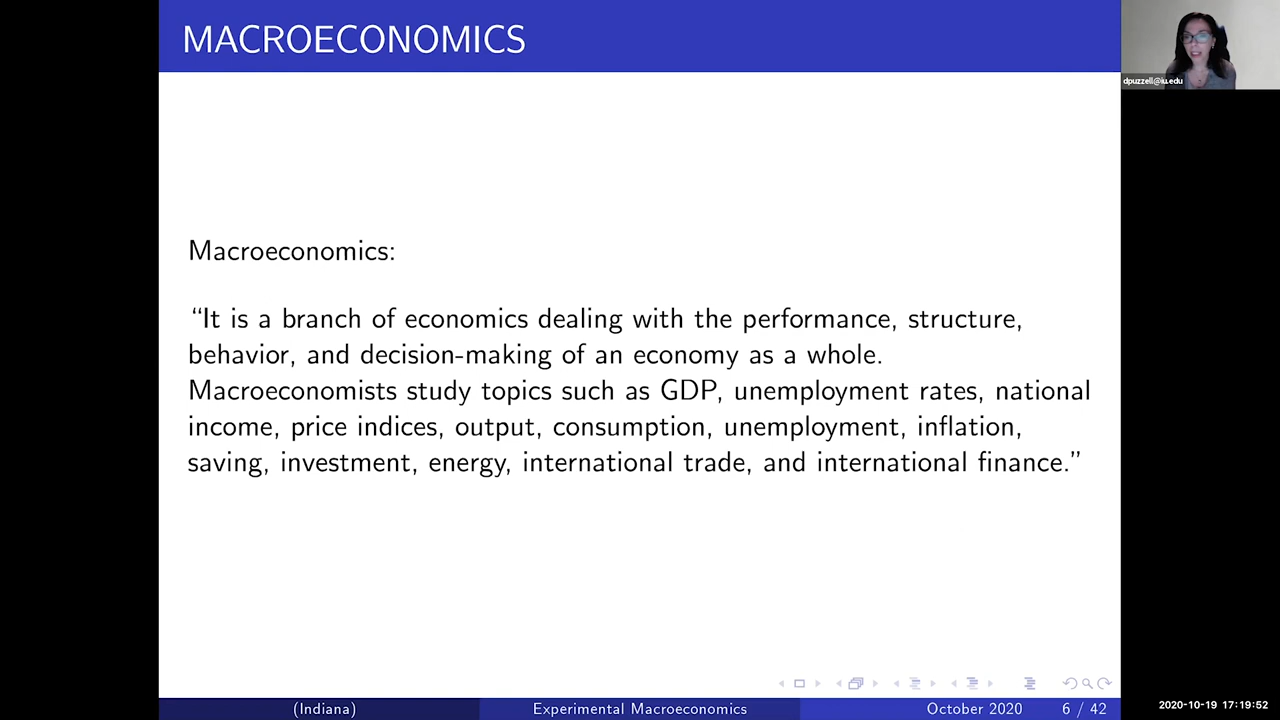 MACROECONOMICS
dpuzzell@iu.edu
Macroeconomics:
“It is a branch of economics dealing with the performance, structure,
behavior, and decision-making of an economy as a whole.
Macroeconomists study topics such as GDP, unemployment rates, national
income, price indices, output, consumption, unemployment, inflation,
saving, investment, energy, international trade, and international finance.”
(Indiana) Experimental Macroeconomics October 2020 6 / 42
2020-10-19 17:19:52